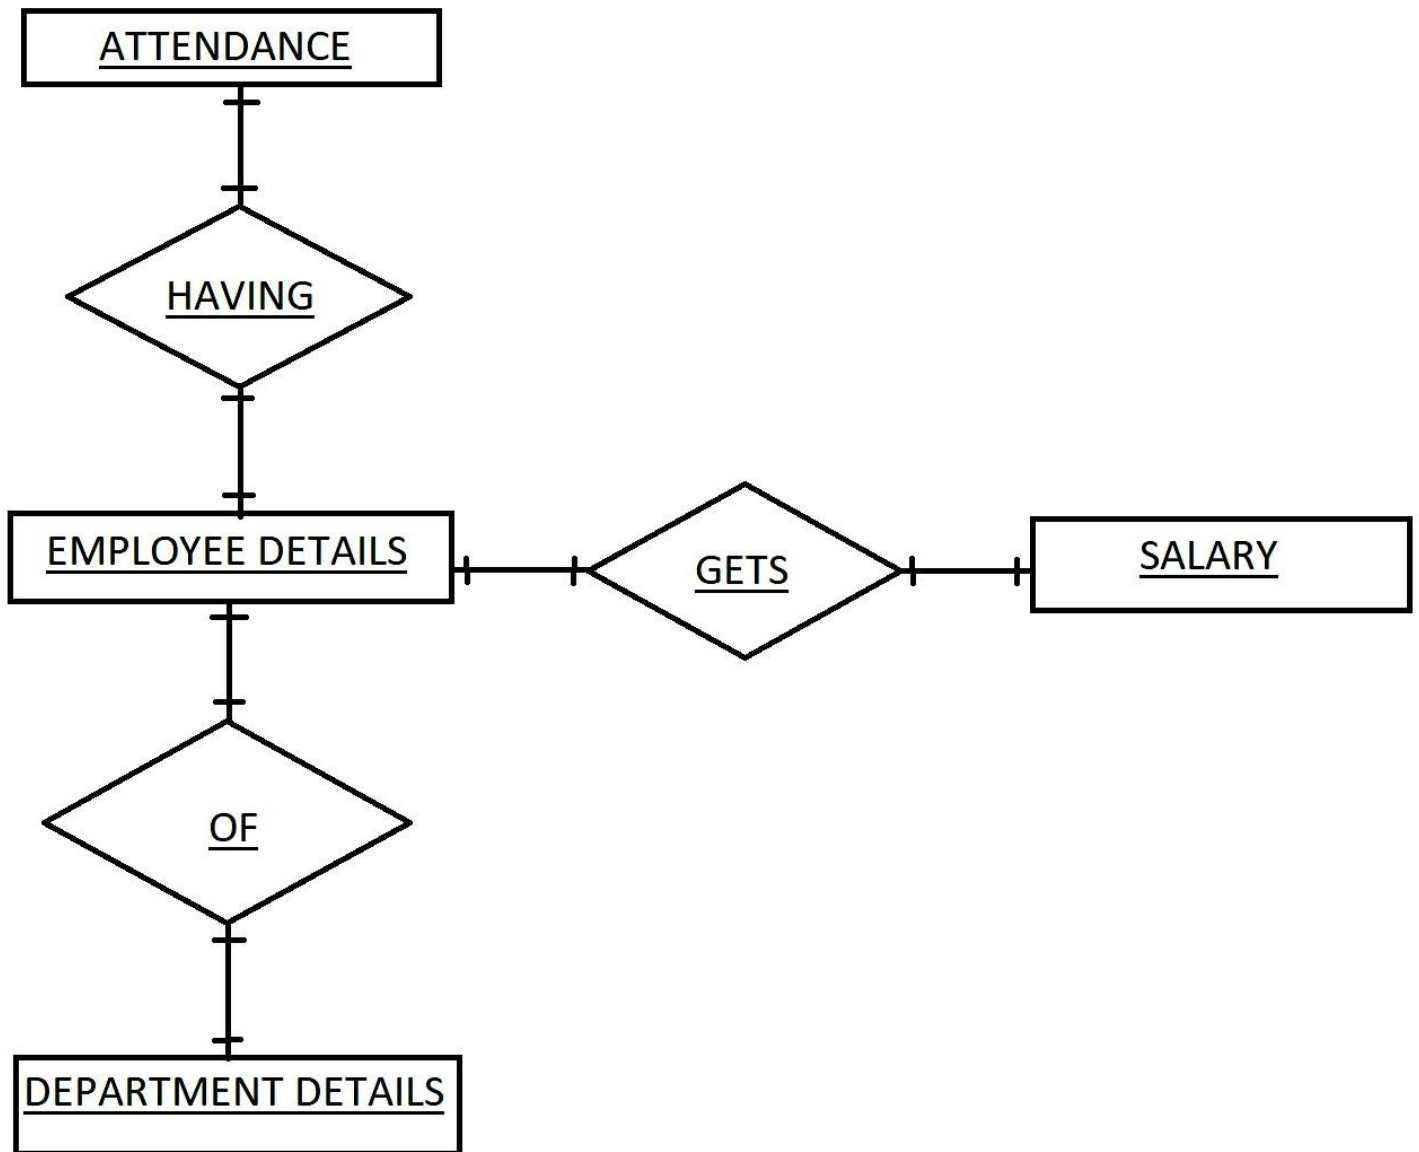 ATTENDANCE
HAVING
EMPLOYEE DETAILS
GETS
SALARY
OF
DEPARTMENT DETAILS